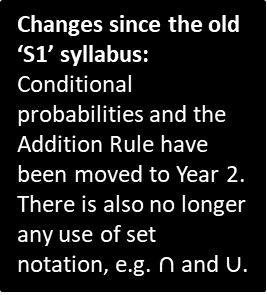 Changes since the old
‘S1’ syllabus:
Conditional
probabilities and the
Addition Rule have
been moved to Year 2.
There is also no longer
any use of set
notation, e.g. ∩ and ∪.